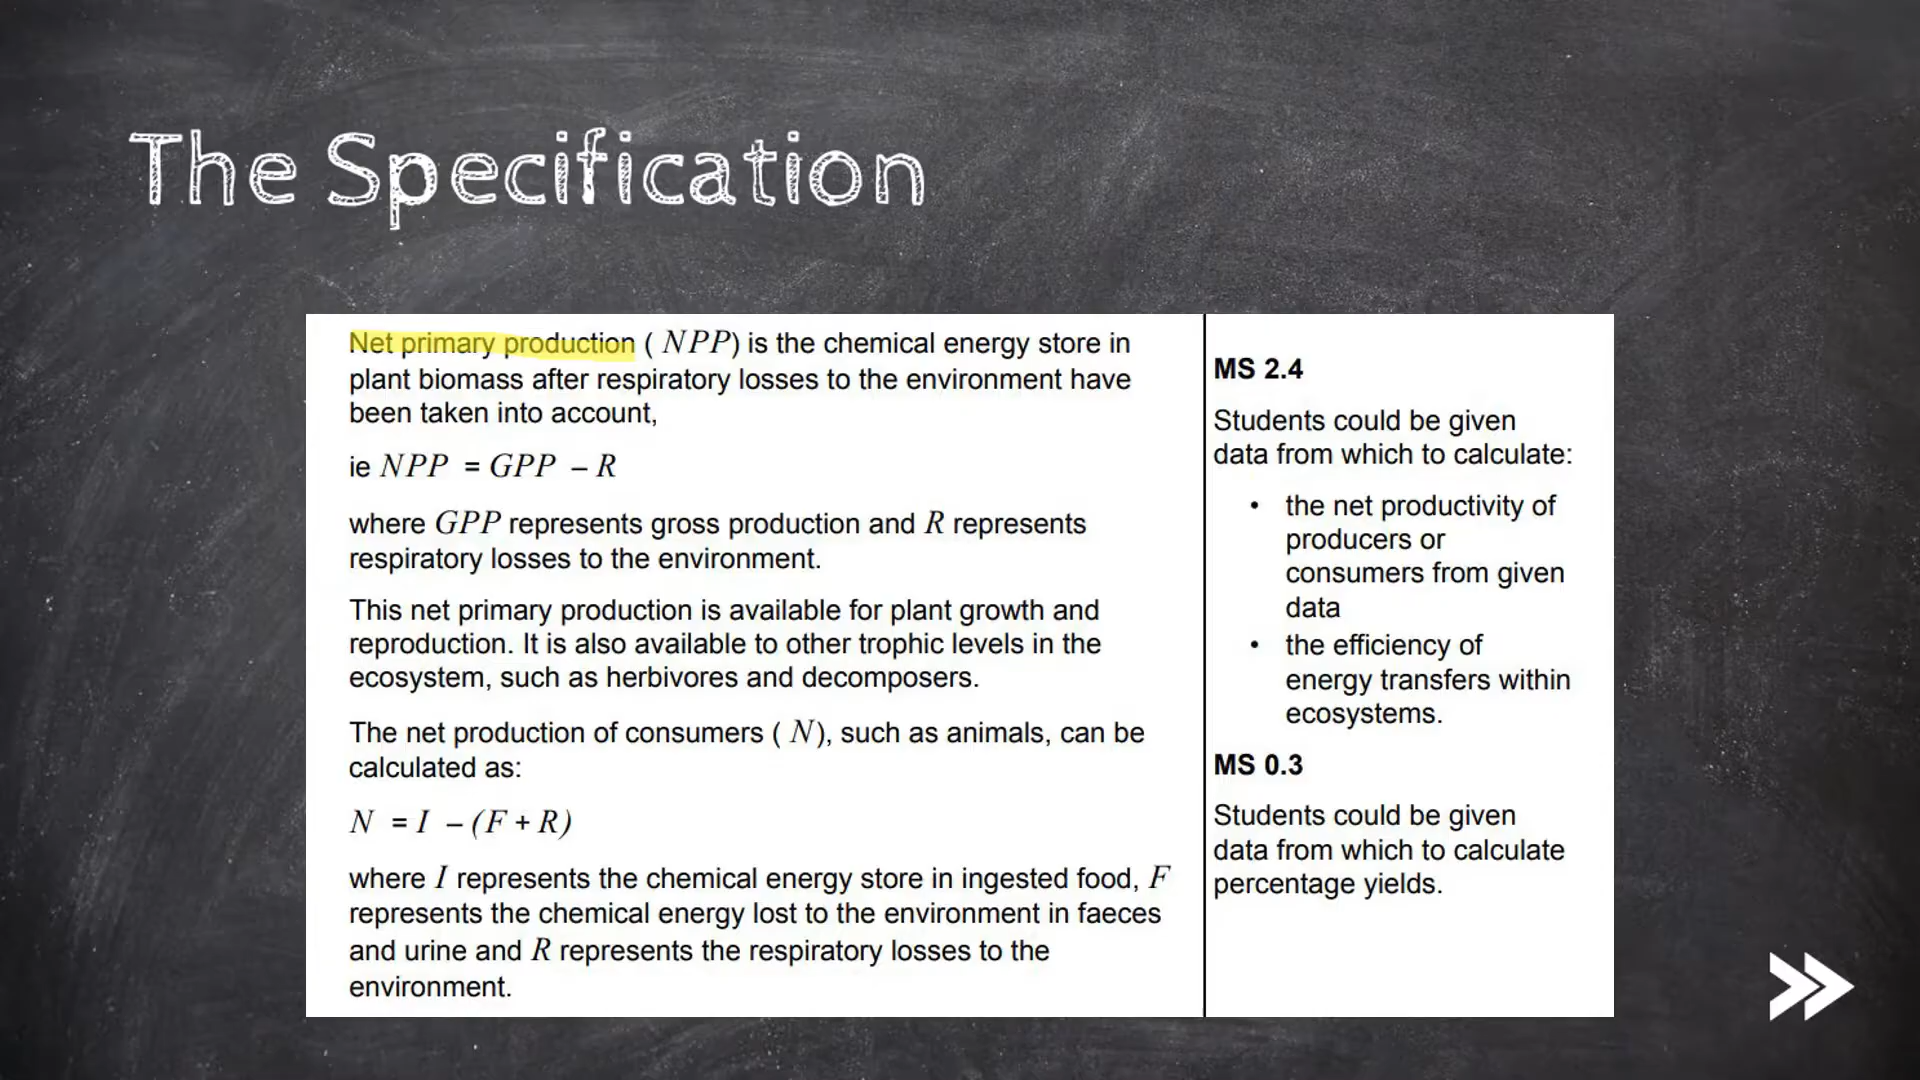 The Specification
Net primary production ( NPP) is the chemical energy store in
plant biomass after respiratory losses to the environment have
been taken into account,
ie NPP = GPP – R
where GPP represents gross production and R represents
respiratory losses to the environment.
This net primary production is available for plant growth and
reproduction. It is also available to other trophic levels in the
ecosystem, such as herbivores and decomposers.
The net production of consumers ( N), such as animals, can be
calculated as:
N = I – (F + R)
where I represents the chemical energy store in ingested food, F
represents the chemical energy lost to the environment in faeces
and urine and R represents the respiratory losses to the
environment.
MS 2.4
Students could be given
data from which to calculate:
• the net productivity of
producers or
consumers from given
data
• the efficiency of
energy transfers within
ecosystems.
MS 0.3
Students could be given
data from which to calculate
percentage yields.